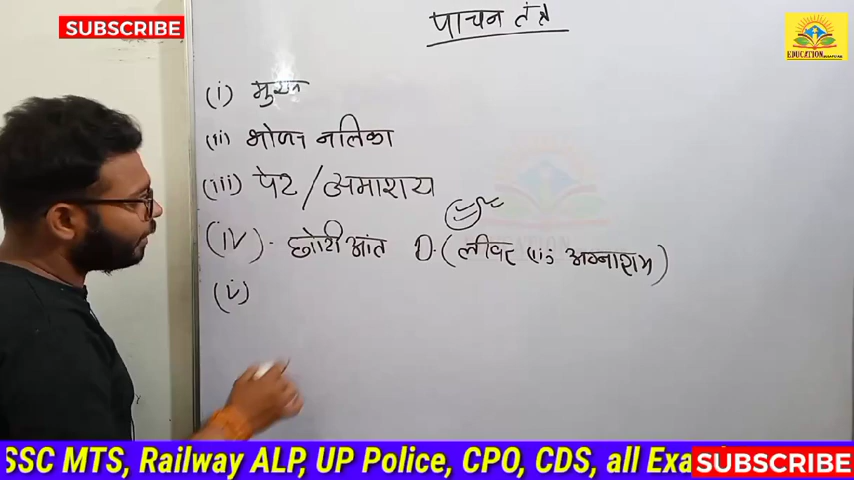 SUBSCRIBE
पाचन तंत्र
EDUCATION
(i) मुख
(ii) भोजन नलिका
(iii) पेट / अमाशय
(iv). छोटी आंत D. (लीवर (ii) अग्नाशय)
(v)
SSC MTS, Railway ALP, UP Police, CPO, CDS, all Exa
SUBSCRIBE